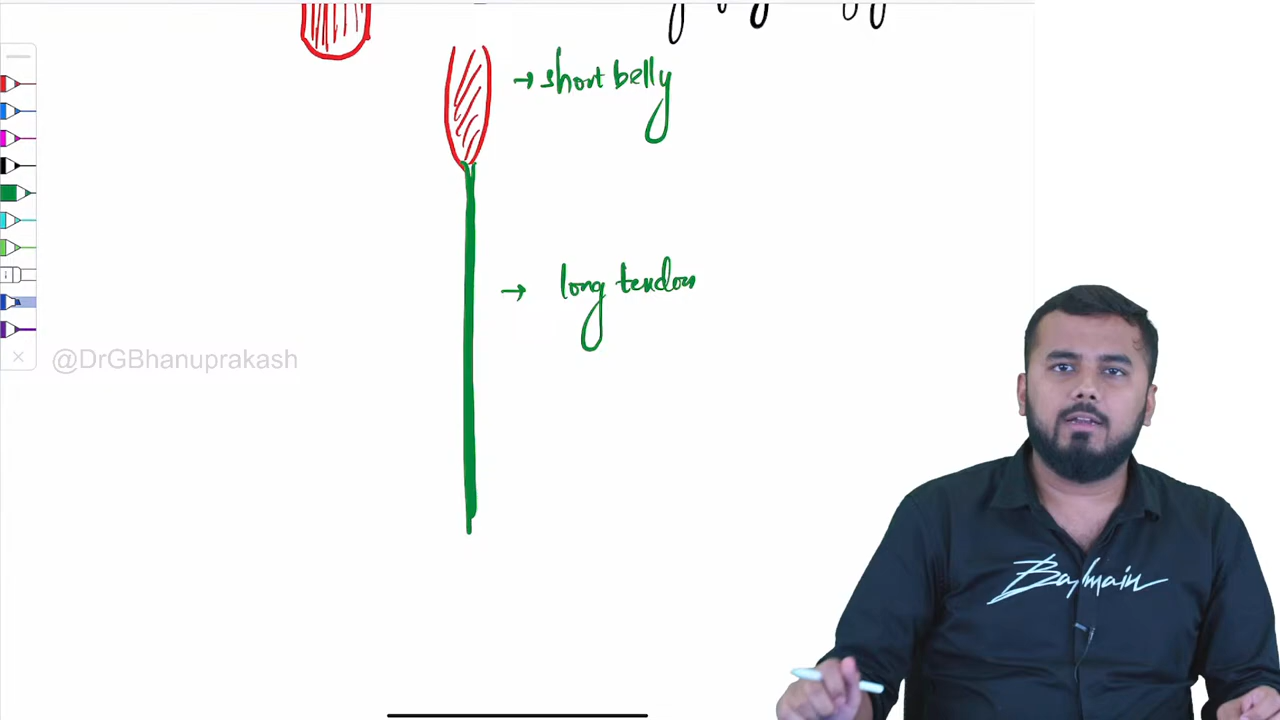 → short belly
→ long tendon
@DrGBhanuprakash
Balmain